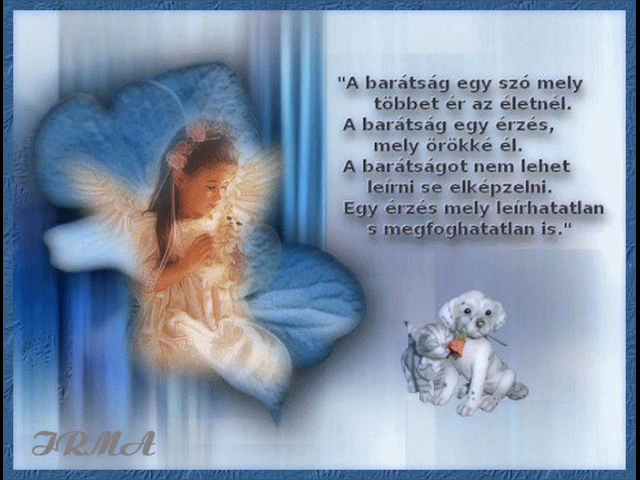 "A barátság egy szó mely
többet ér az életnél.
A barátság egy érzés,
mely örökké él.
A barátságot nem lehet
leírni se elképzelni.
Egy érzés mely leírhatatlan
s megfoghatatlan is."
IRMA